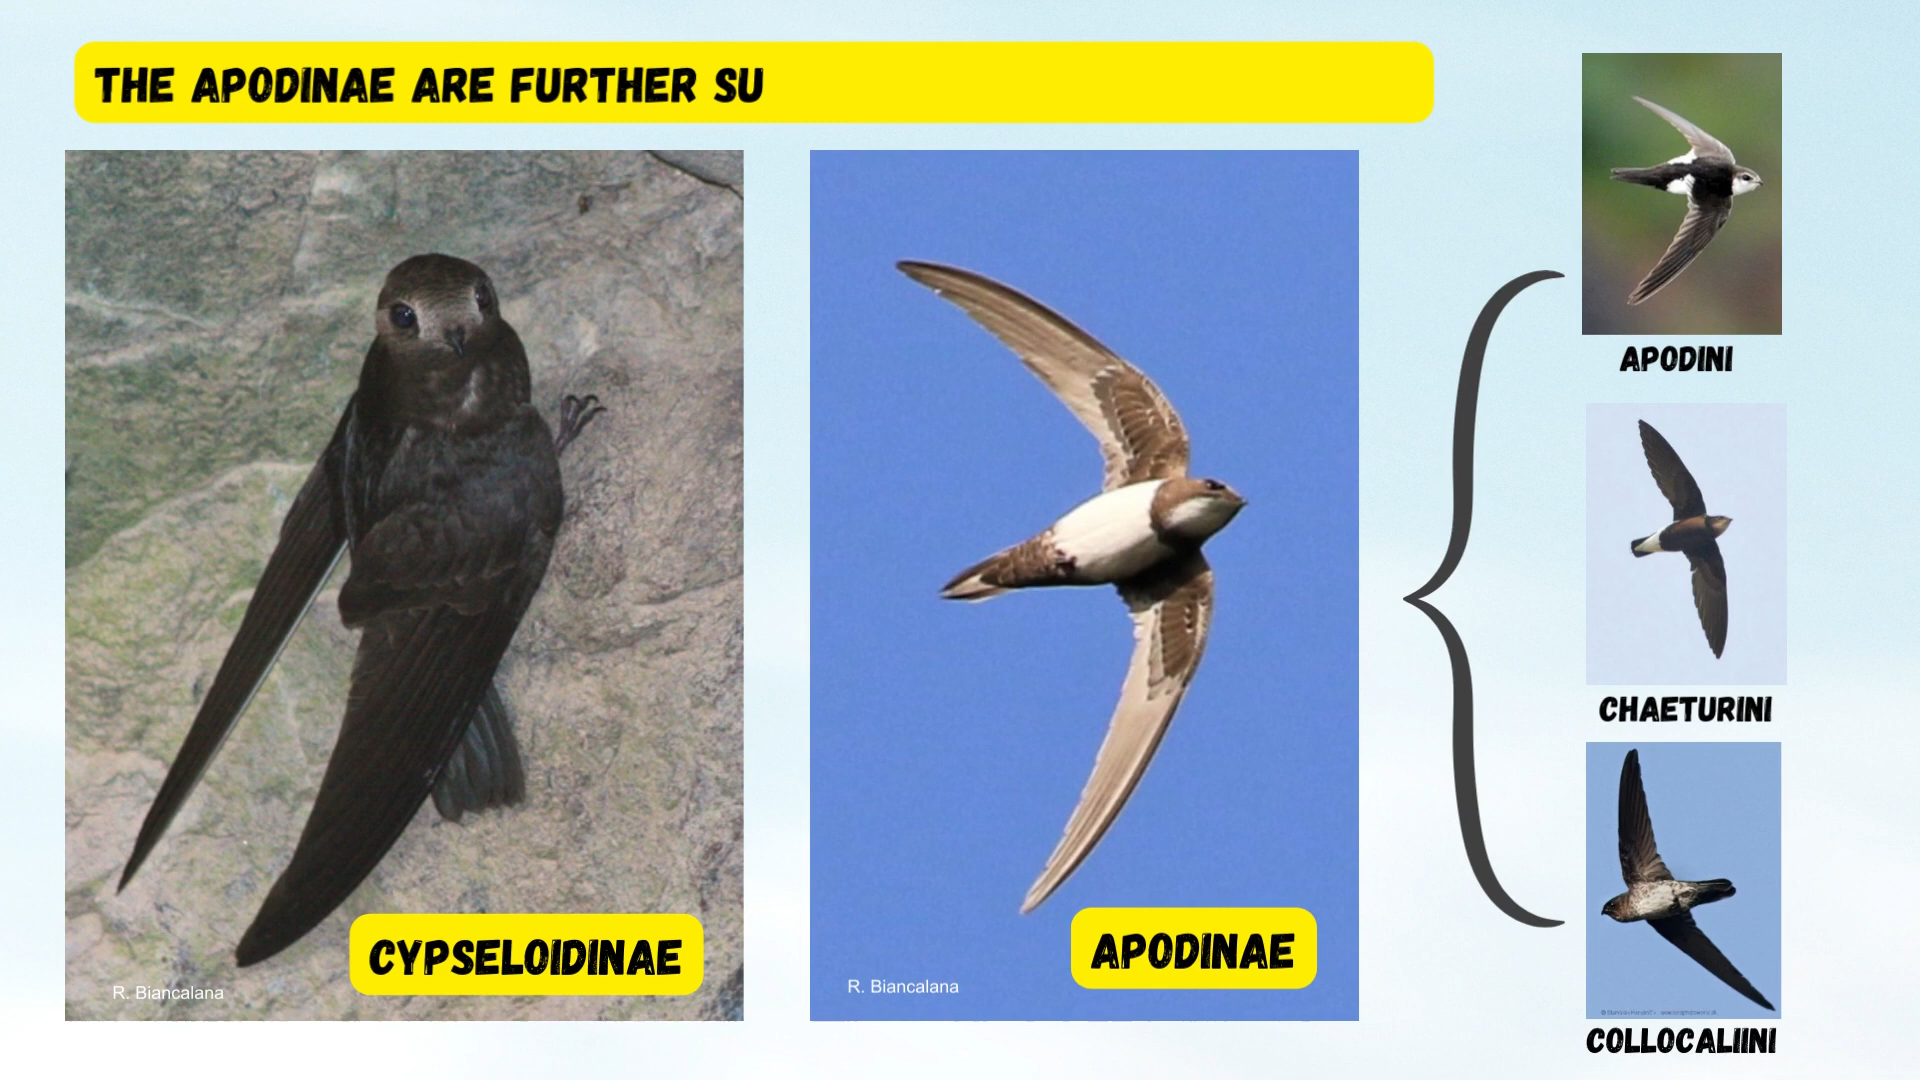 THE APODINAE ARE FURTHER SU
APODINI
CHAETURINI
CYPSELOIDINAE
APODINAE
R. Biancalana
R. Biancalana
COLLOCALIINI